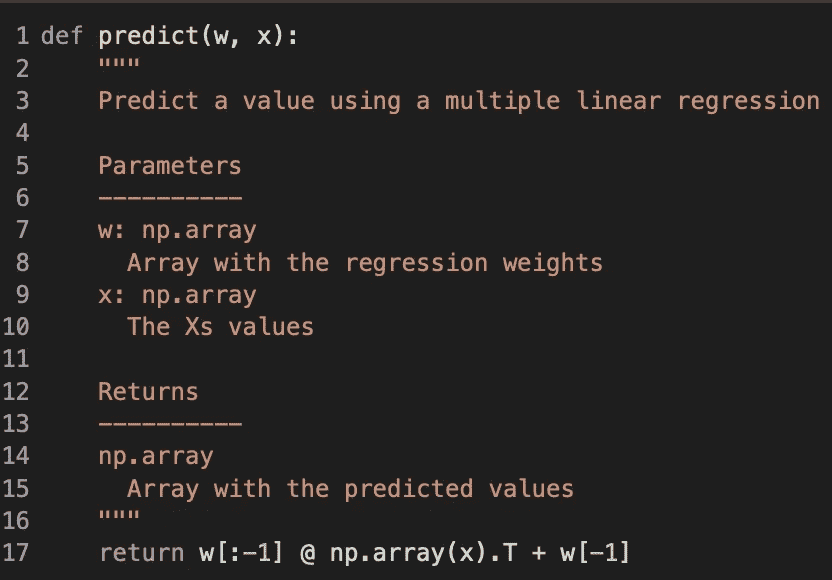 1 def predict(w, x):
2     """
3     Predict a value using a multiple linear regression
4
5     Parameters
6     ----------
7     w: np.array
8       Array with the regression weights
9     x: np.array
10       The Xs values
11
12     Returns
13     ----------
14     np.array
15       Array with the predicted values
16     """
17     return w[:-1] @ np.array(x).T + w[-1]